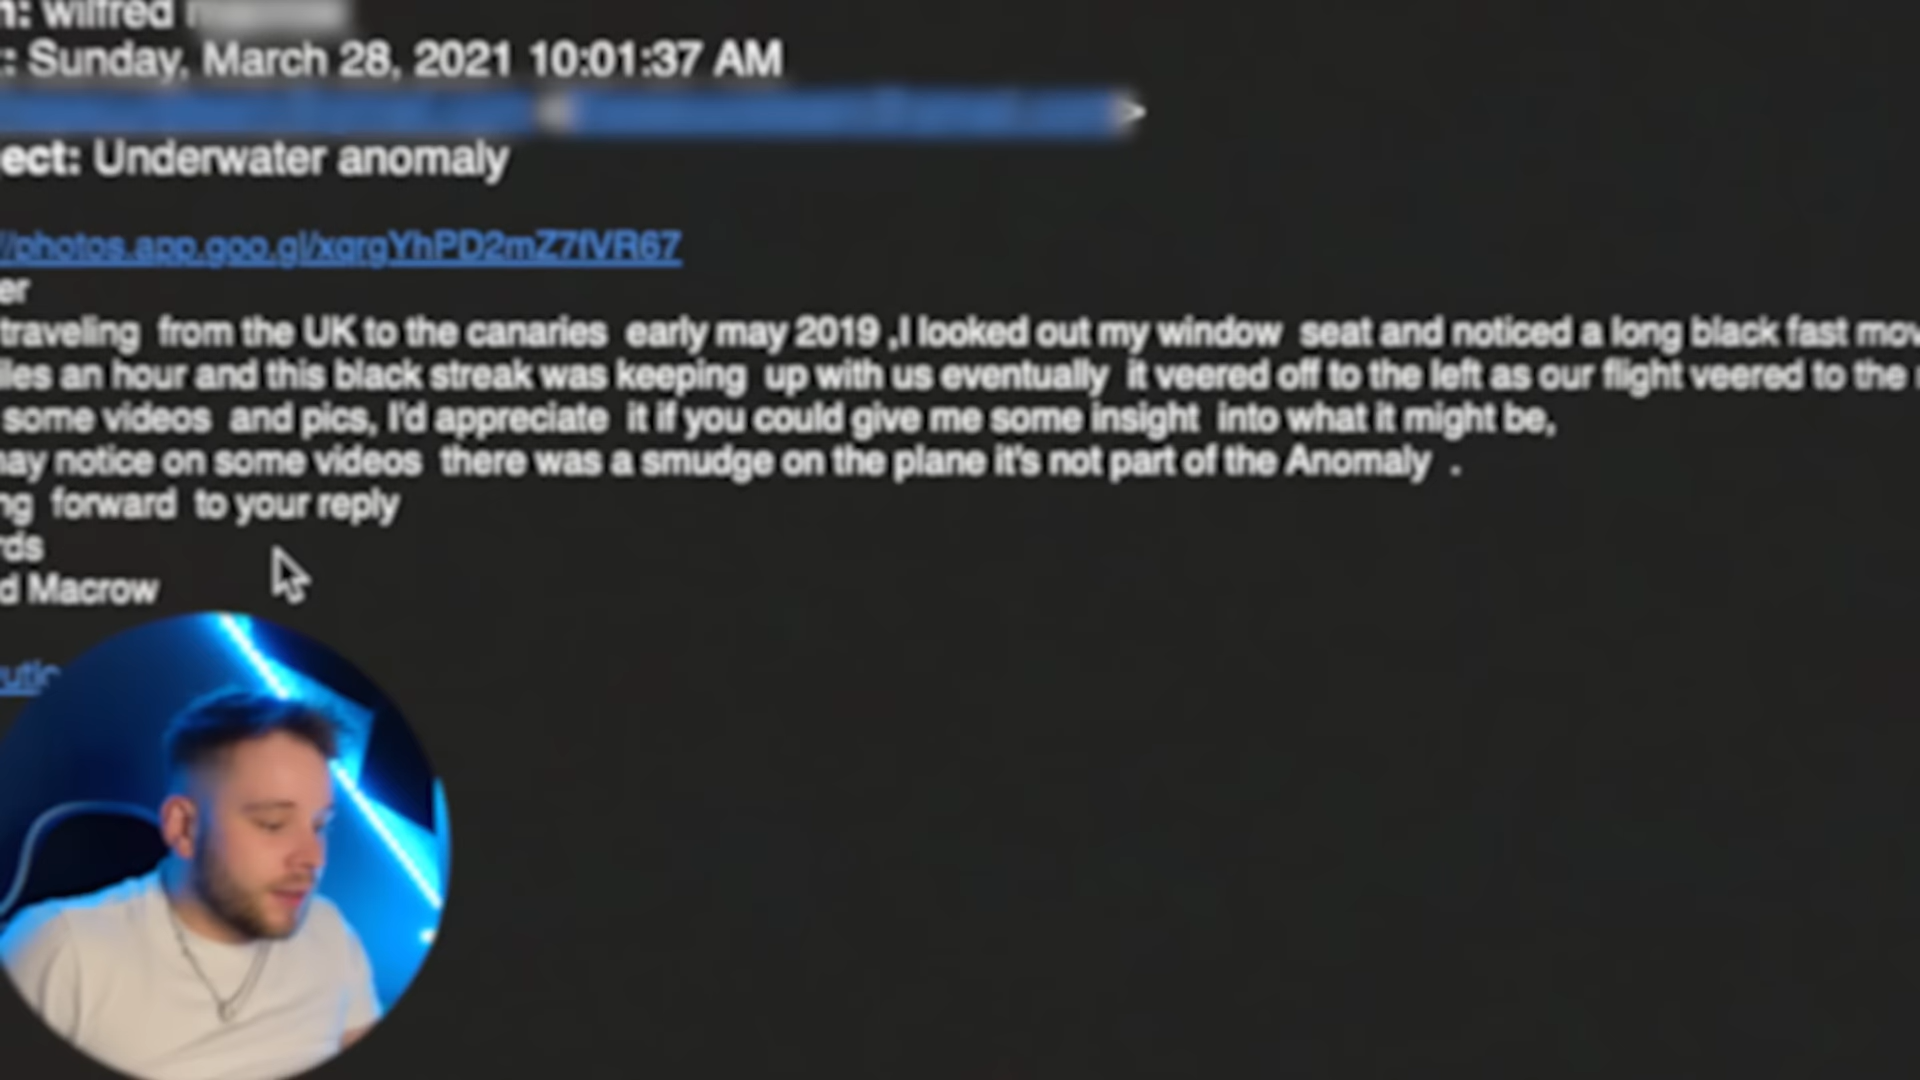 : wilfred
: Sunday, March 28, 2021 10:01:37 AM
>
ect: Underwater anomaly
//photos.app.goo.gl/xqrgYhPD2mZ7fVR67
er
traveling from the UK to the canaries early may 2019 ,I looked out my window seat and noticed a long black fast mov
les an hour and this black streak was keeping up with us eventually it veered off to the left as our flight veered to the
some videos and pics, I'd appreciate it if you could give me some insight into what it might be,
may notice on some videos there was a smudge on the plane it's not part of the Anomaly .
ng forward to your reply
rds
d Macrow